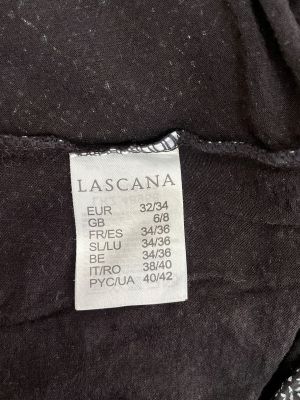 LASCANA
EUR 32/34
GB 6/8
FR/ES 34/36
SL/LU 34/36
BE 34/36
IT/RO 38/40
PYC/UA 40/42